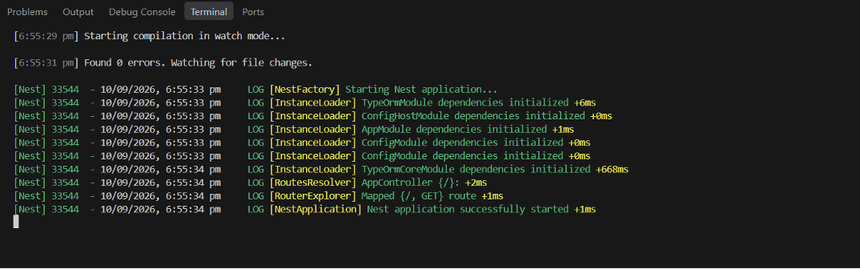 Problems Output Debug Console Terminal Ports
[6:55:29 pm] Starting compilation in watch mode...
[6:55:31 pm] Found 0 errors. Watching for file changes.
[Nest] 33544  - 10/09/2026, 6:55:33 pm     LOG [NestFactory] Starting Nest application...
[Nest] 33544  - 10/09/2026, 6:55:33 pm     LOG [InstanceLoader] TypeOrmModule dependencies initialized +6ms
[Nest] 33544  - 10/09/2026, 6:55:33 pm     LOG [InstanceLoader] ConfigHostModule dependencies initialized +0ms
[Nest] 33544  - 10/09/2026, 6:55:33 pm     LOG [InstanceLoader] AppModule dependencies initialized +1ms
[Nest] 33544  - 10/09/2026, 6:55:33 pm     LOG [InstanceLoader] ConfigModule dependencies initialized +0ms
[Nest] 33544  - 10/09/2026, 6:55:33 pm     LOG [InstanceLoader] ConfigModule dependencies initialized +0ms
[Nest] 33544  - 10/09/2026, 6:55:34 pm     LOG [InstanceLoader] TypeOrmCoreModule dependencies initialized +668ms
[Nest] 33544  - 10/09/2026, 6:55:34 pm     LOG [RoutesResolver] AppController {/}: +2ms
[Nest] 33544  - 10/09/2026, 6:55:34 pm     LOG [RouterExplorer] Mapped {/, GET} route +1ms
[Nest] 33544  - 10/09/2026, 6:55:34 pm     LOG [NestApplication] Nest application successfully started +1ms